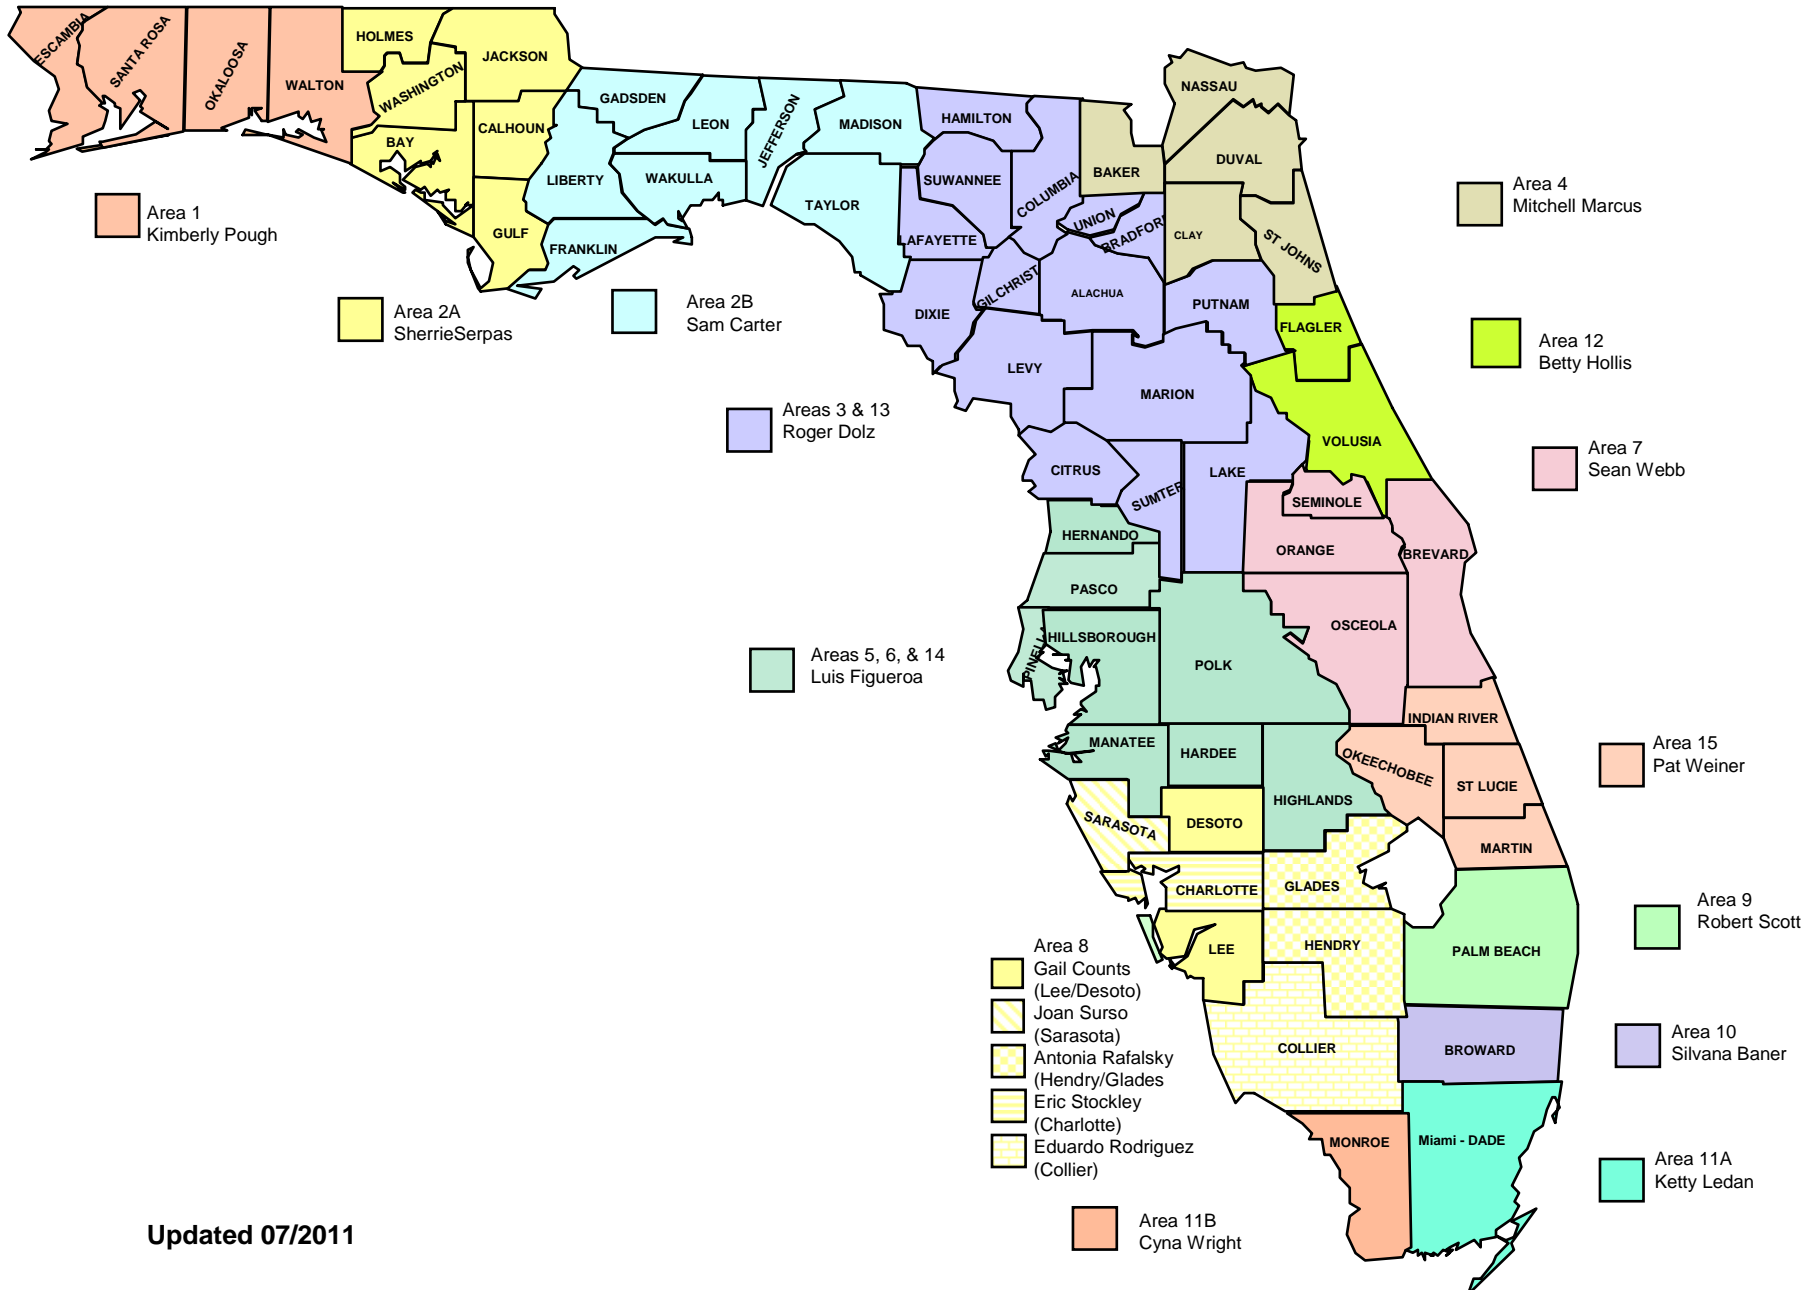 ESCAMBIA
SANTA ROSA
OKALOOSA
WALTON
HOLMES
JACKSON
WASHINGTON
BAY
CALHOUN
GULF
GADSDEN
LEON
JEFFERSON
MADISON
LIBERTY
WAKULLA
TAYLOR
FRANKLIN
HAMILTON
SUWANNEE
COLUMBIA
LAFAYETTE
UNION
BRADFOR
GILCHRIST
ALACHUA
DIXIE
PUTNAM
LEVY
MARION
CITRUS
SUMTER
LAKE
NASSAU
DUVAL
BAKER
CLAY
ST JOHNS
FLAGLER
VOLUSIA
SEMINOLE
ORANGE
BREVARD
OSCEOLA
HERNANDO
PASCO
PINELL
HILLSBOROUGH
POLK
MANATEE
HARDEE
HIGHLANDS
INDIAN RIVER
OKEECHOBEE
ST LUCIE
MARTIN
SARASOTA
DESOTO
CHARLOTTE
GLADES
LEE
HENDRY
COLLIER
PALM BEACH
BROWARD
MONROE
Miami - DADE
Area 1
Kimberly Pough
Area 2A
SherrieSerpas
Area 2B
Sam Carter
Areas 3 & 13
Roger Dolz
Area 4
Mitchell Marcus
Area 12
Betty Hollis
Area 7
Sean Webb
Areas 5, 6, & 14
Luis Figueroa
Area 15
Pat Weiner
Area 9
Robert Scott
Area 8
Gail Counts
(Lee/Desoto)
Joan Surso
(Sarasota)
Antonia Rafalsky
(Hendry/Glades
Eric Stockley
(Charlotte)
Eduardo Rodriguez
(Collier)
Area 10
Silvana Baner
Area 11A
Ketty Ledan
Area 11B
Cyna Wright
Updated 07/2011